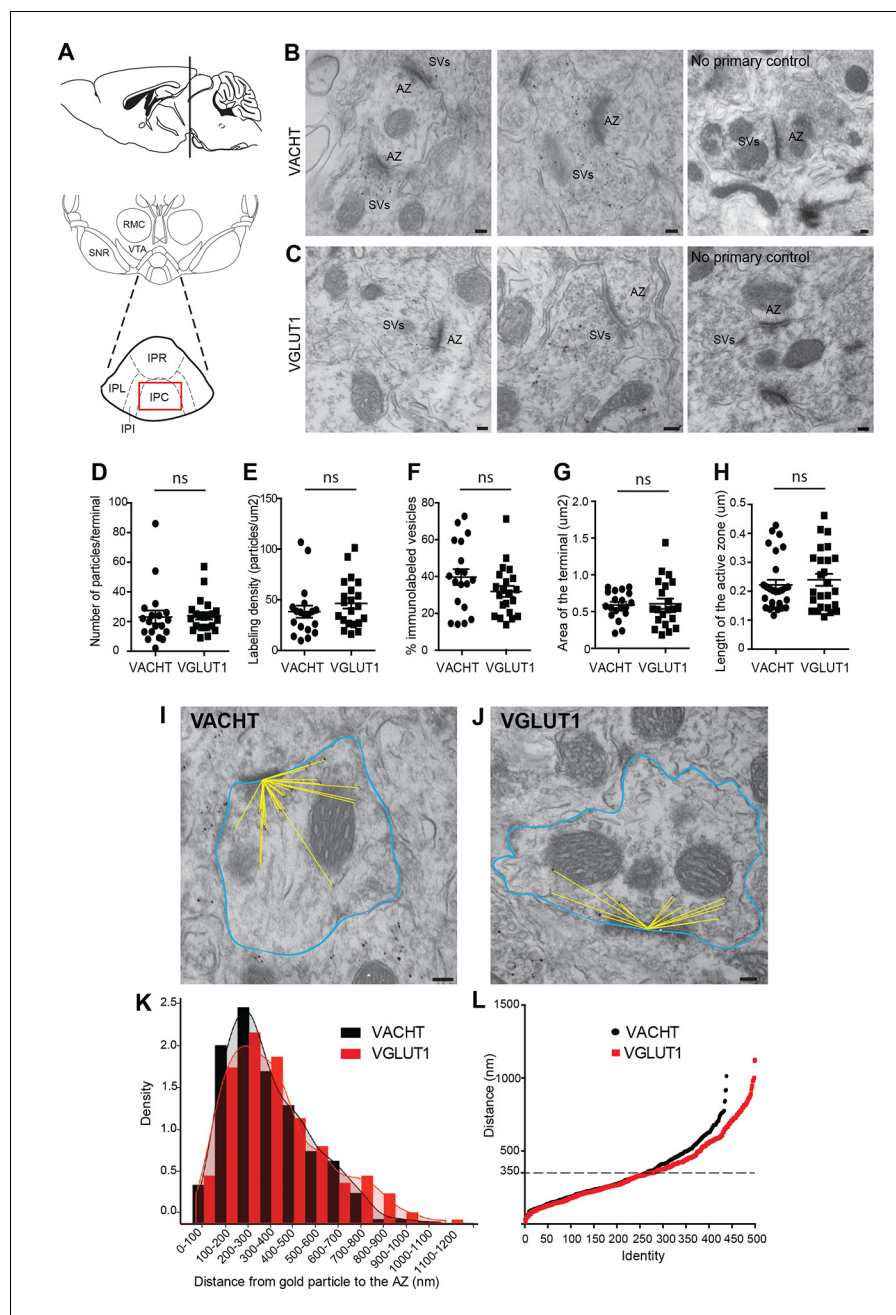 A
RMC
SNR
VTA
IPR
IPL
IPC
IPI
B
VACHT
SVs
AZ
AZ
SVs
AZ
SVs
No primary control
SVs
AZ
C
VGLUT1
SVs
AZ
AZ
SVs
No primary control
AZ
SVs
D
ns
Number of particles/terminal
100
80
60
40
20
0
VACHT VGLUT1
E
ns
Labeling density (particles/um2)
150
100
50
0
VACHT VGLUT1
F
ns
% immunolabeled vesicles
80
60
40
20
0
VACHT VGLUT1
G
ns
Area of the terminal (um2)
2.0
1.5
1.0
0.5
0.0
VACHT VGLUT1
H
ns
Length of the active zone (um)
0.5
0.4
0.3
0.2
0.1
0
VACHT VGLUT1
I
VACHT
J
VGLUT1
K
VACHT
VGLUT1
Density
2.5
2.0
1.5
1.0
0.5
0.0
0-100
100-200
200-300
300-400
400-500
500-600
600-700
700-800
800-900
900-1000
1000-1100
1100-1200
Distance from gold particle to the AZ (nm)
L
VACHT
VGLUT1
Distance (nm)
1500
1000
500
350
0
0 50 100 150 200 250 300 350 400 450 500
Identity